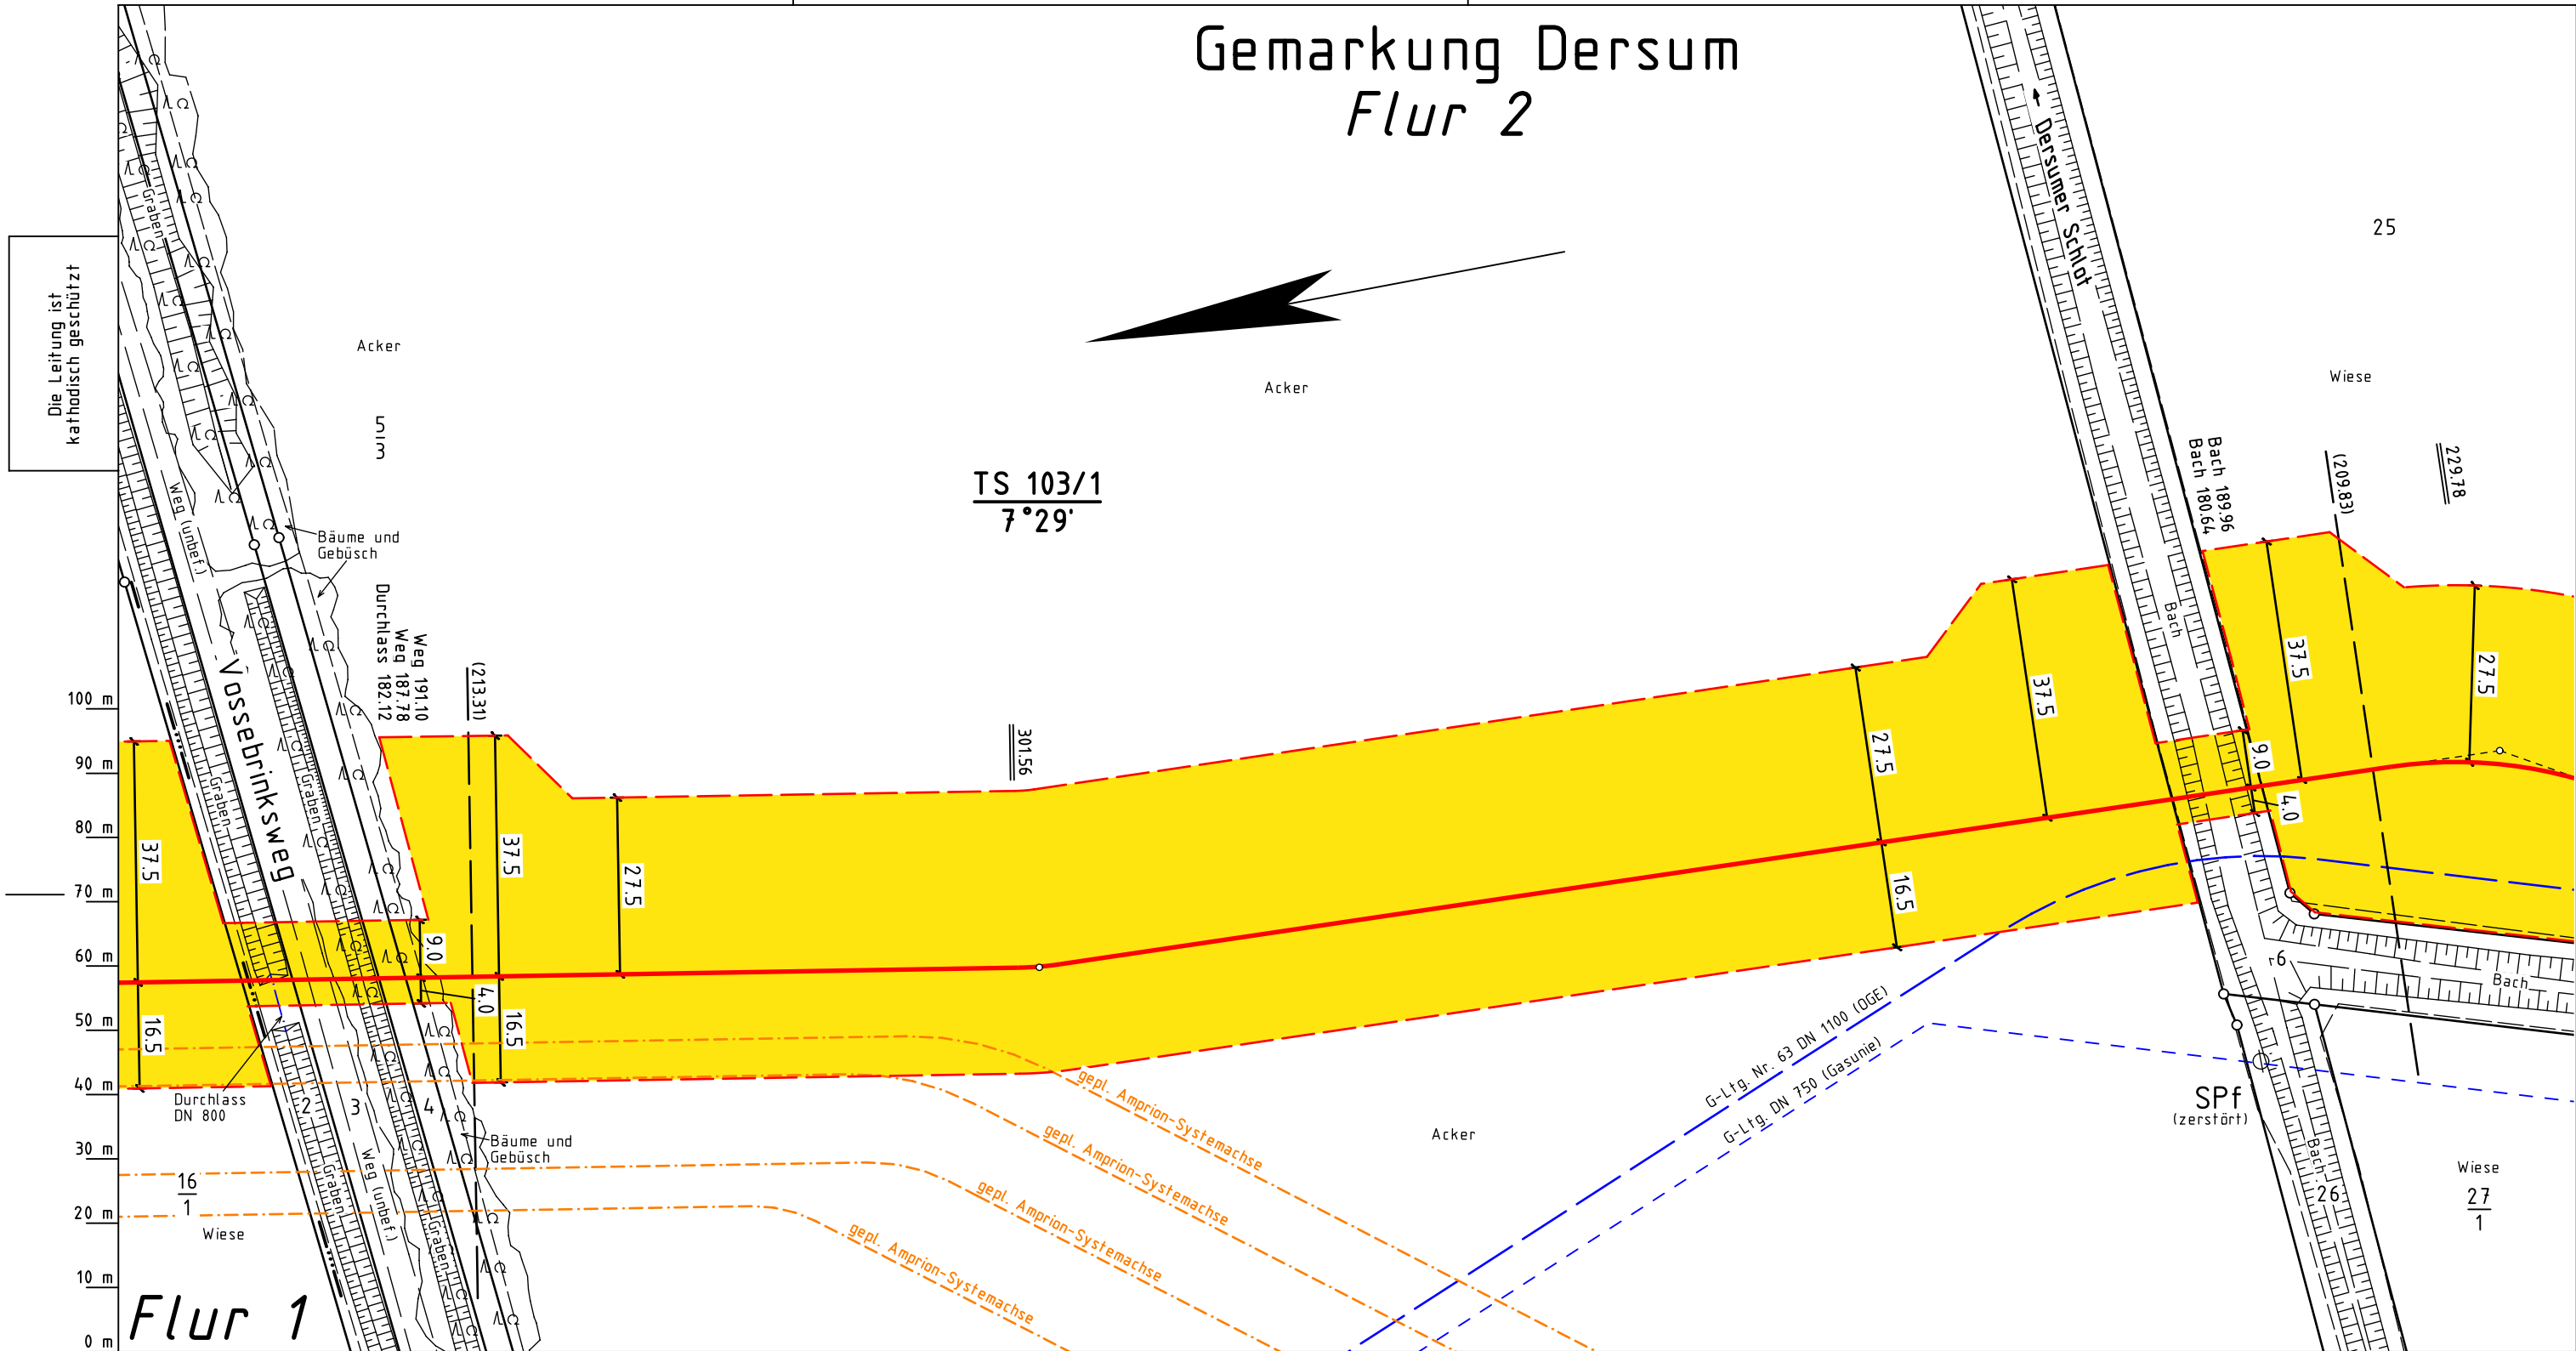 Gemarkung Dersum
Flur 2
Die Leitung ist
kathodisch geschützt
Graben
Acker
5
3
Weg (unbef.)
Bäume und
Gebüsch
Durchlass 182.12
Weg 187.78
Weg 191.10
(213.31)
Vossebrinksweg
Graben
Graben
Acker
TS 103/1
7°29'
301.56
Dersumer Schlot
25
Wiese
Bach 189.96
Bach 180.64
(209.83)
229.78
Bach
100 m
90 m
80 m
70 m
60 m
50 m
40 m
30 m
20 m
10 m
0 m
37.5
16.5
9.0
4.0
37.5
16.5
27.5
27.5
16.5
37.5
9.0
4.0
37.5
27.5
Durchlass
DN 800
2
3
4
Bäume und
Gebüsch
16
1
Wiese
Graben
Weg (unbef.)
Graben
Flur 1
gepl. Amprion-Systemachse
gepl. Amprion-Systemachse
gepl. Amprion-Systemachse
gepl. Amprion-Systemachse
Acker
G-Ltg. Nr. 63 DN 1100 (OGE)
G-Ltg. DN 750 (Gasunie)
SPf
(zerstört)
Bach
26
Bach
Wiese
27
1